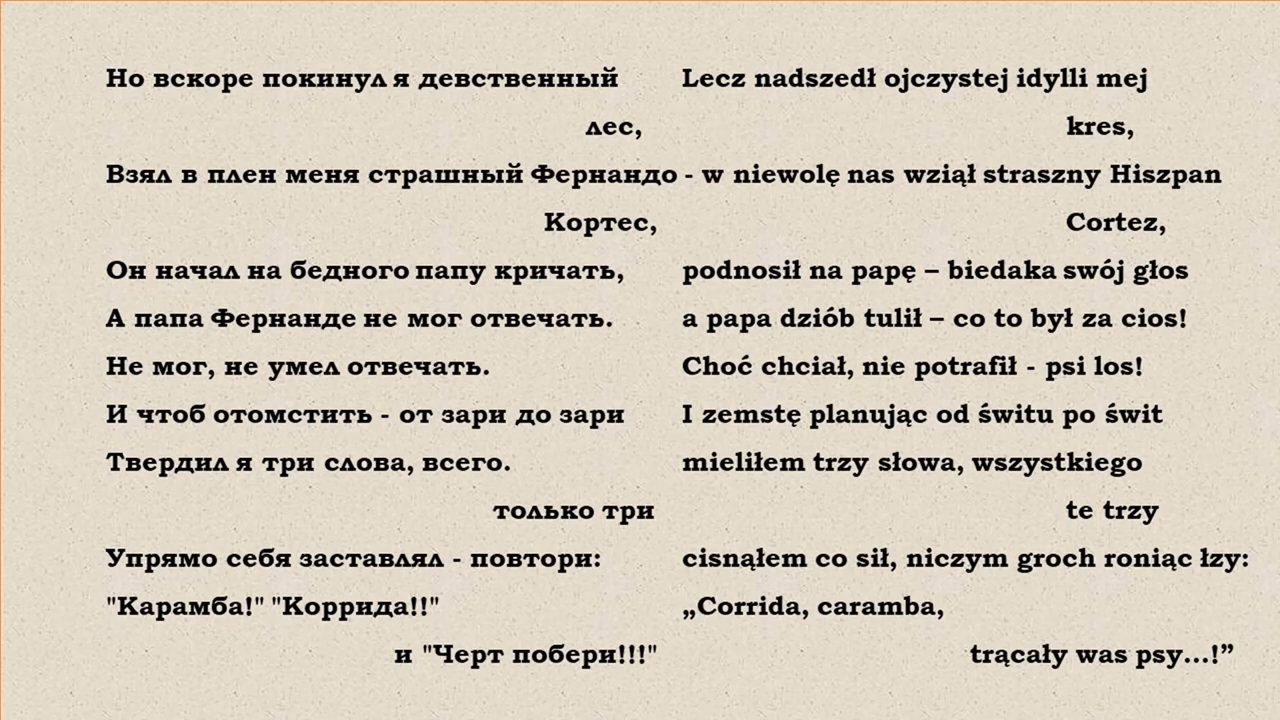 Но вскоре покинул я девственный
лес,
Взял в плен меня страшный Фернандо
Кортес,
Он начал на бедного папу кричать,
А папа Фернанде не мог отвечать.
Не мог, не умел отвечать.
И чтоб отомстить - от зари до зари
Твердил я три слова, всего.
только три
Упрямо себя заставлял - повтори:
"Карамба!" "Коррида!!"
и "Черт побери!!!"
Lecz nadszedł ojczystej idylli mej
kres,
- w niewolę nas wziął straszny Hiszpan
Cortez,
podnosił na papę – biedaka swój głos
a papa dziób tulił – co to był za cios!
Choć chciał, nie potrafił - psi los!
I zemstę planując od świtu po świt
mieliłem trzy słowa, wszystkiego
te trzy
cisnąłem co sił, niczym groch roniąc łzy:
„Corrida, caramba,
trącały was psy...!”